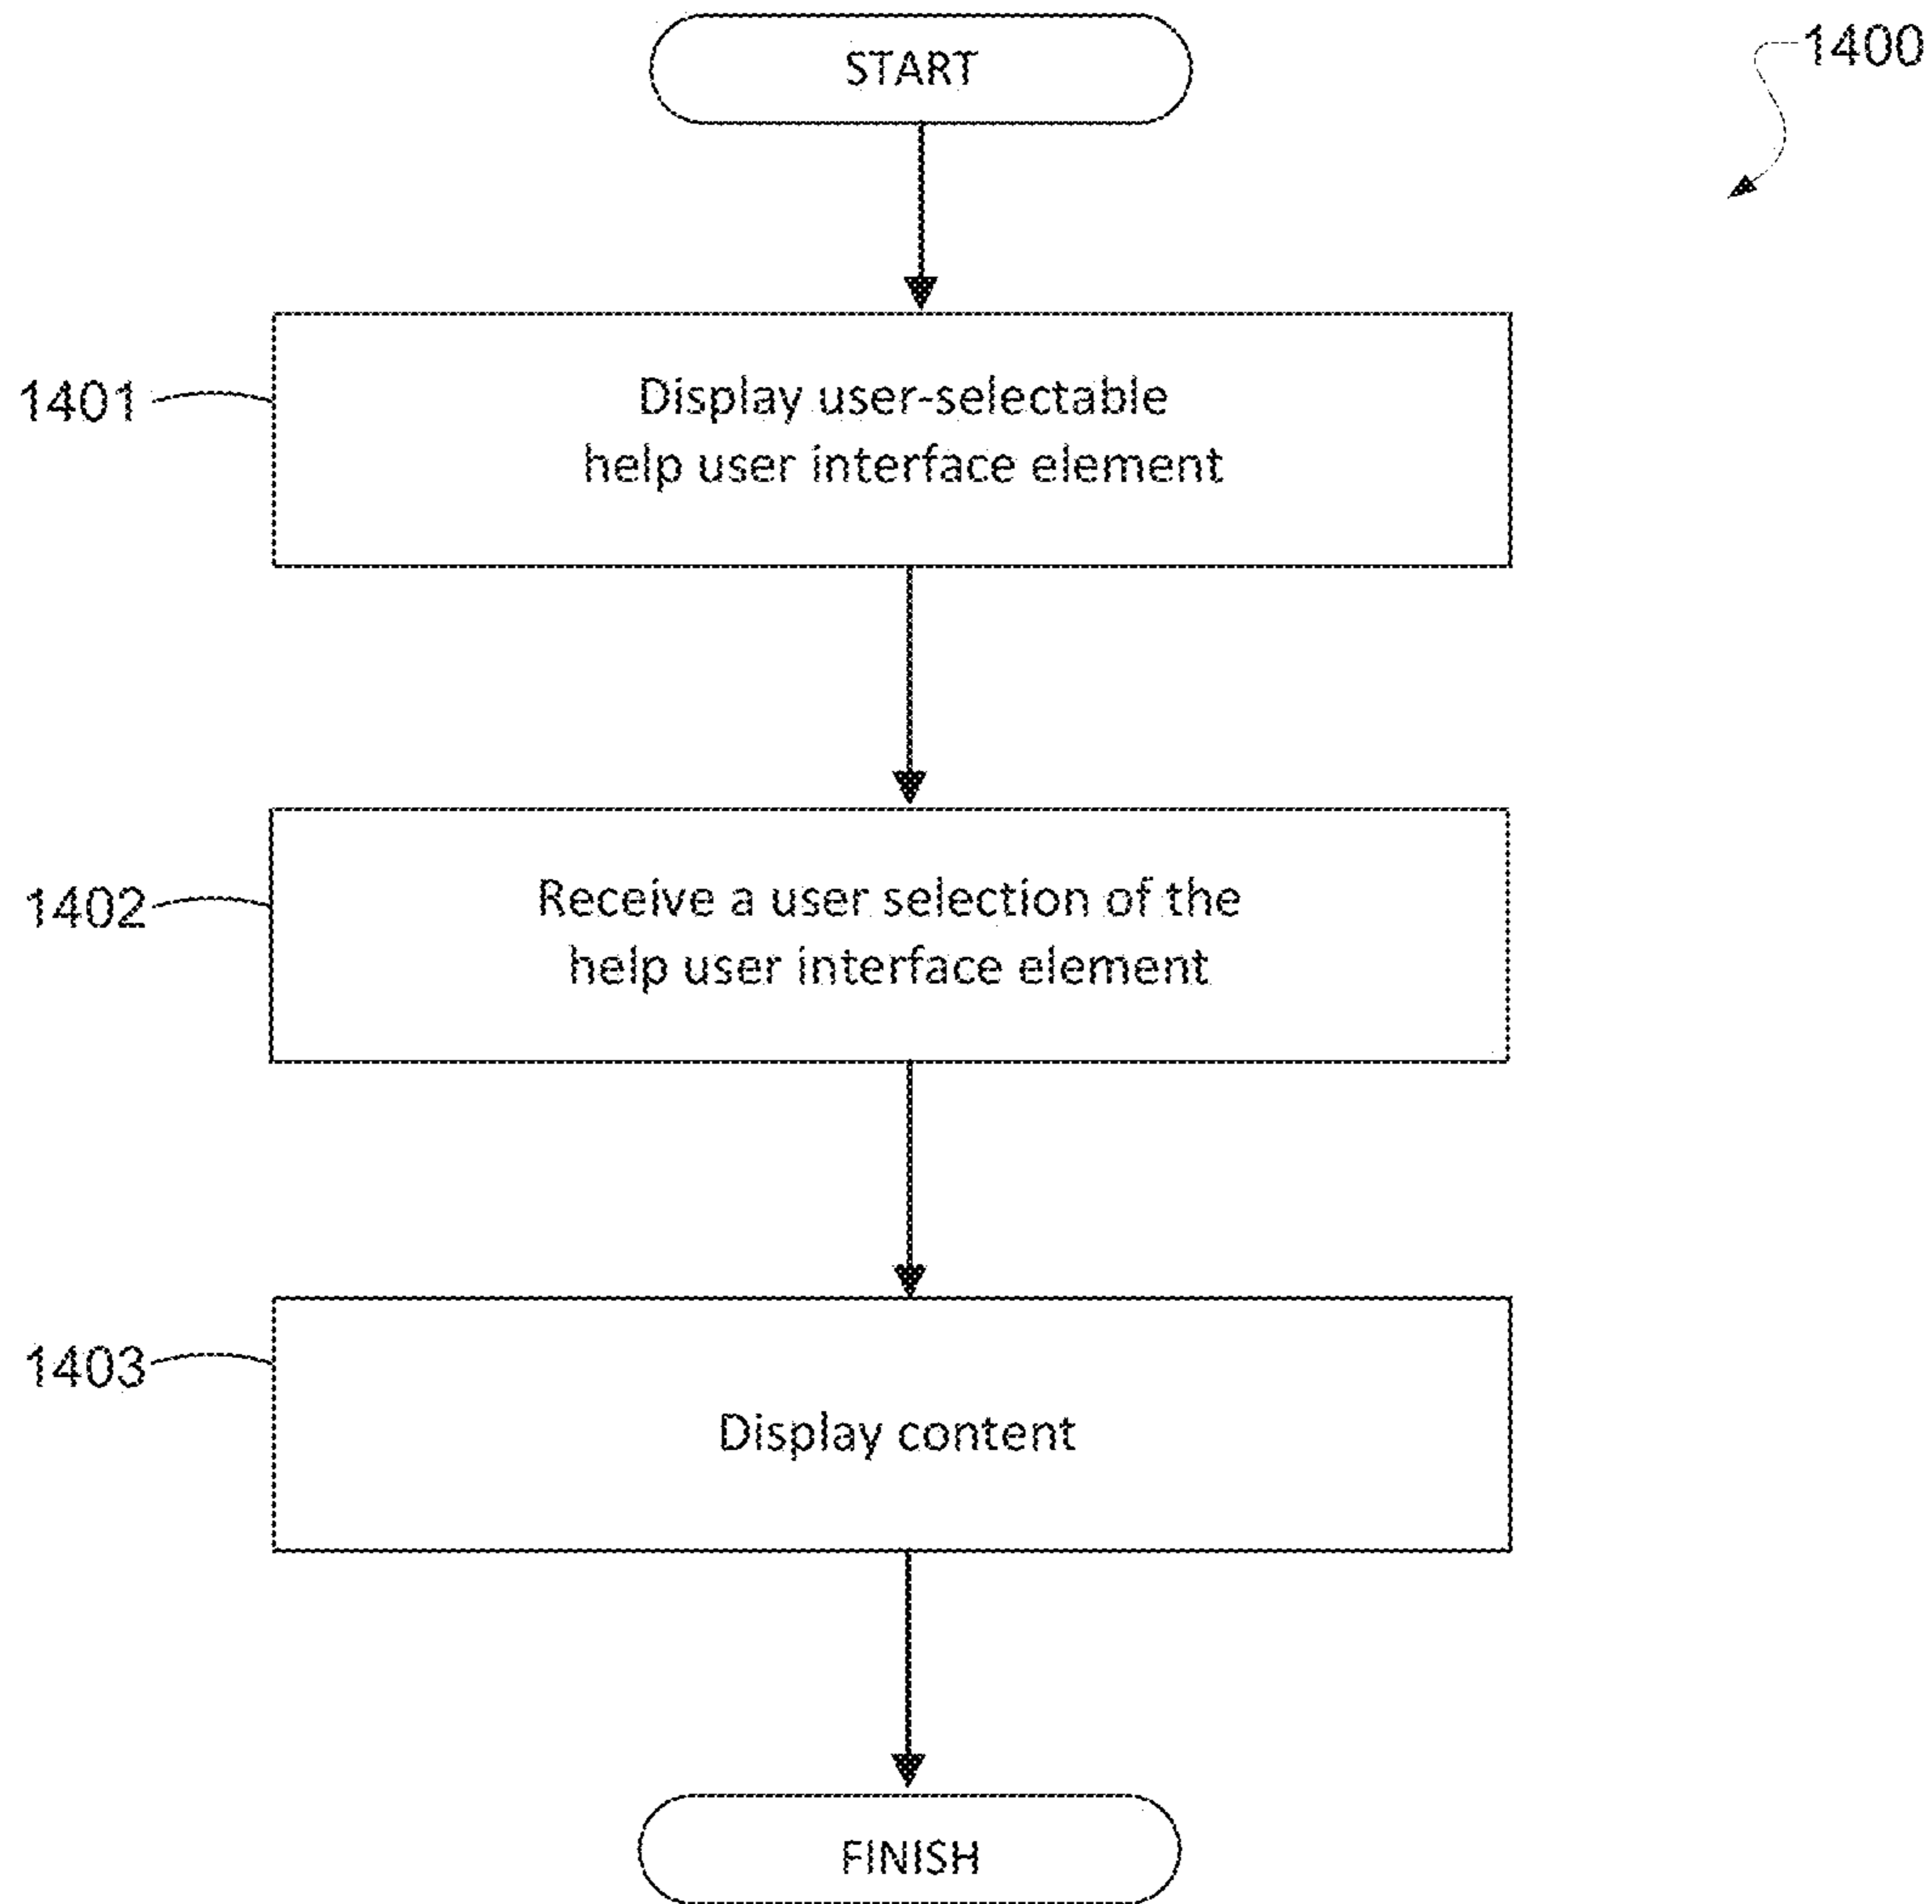 START
1400
1401
Display user-selectable
help user interface element
1402
Receive a user selection of the
help user interface element
1403
Display content
FINISH